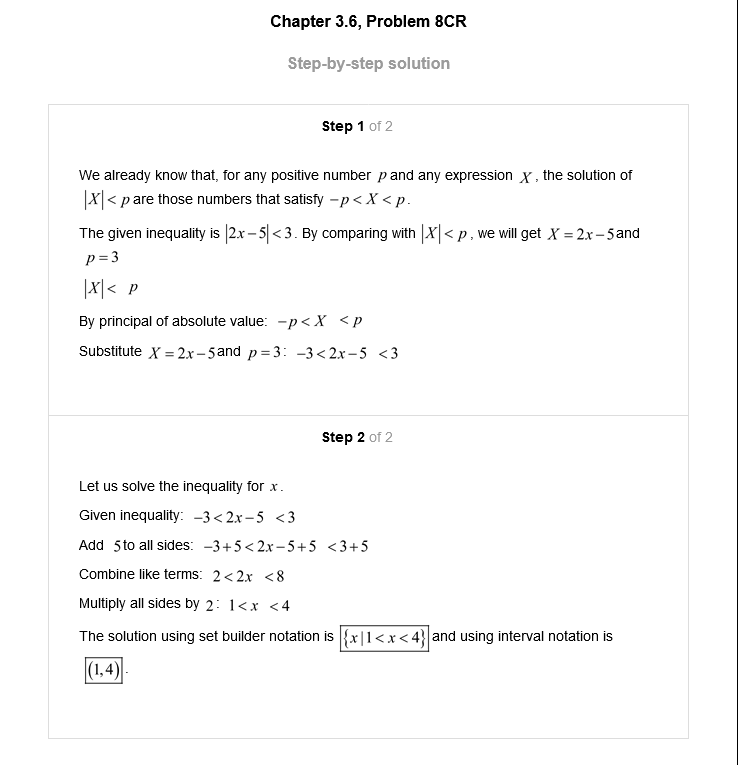 Chapter 3.6, Problem 8CR
Step-by-step solution
Step 1 of 2
We already know that, for any positive number p and any expression X, the solution of
|X| < p are those numbers that satisfy −p < X < p.
The given inequality is |2x−5| < 3. By comparing with |X| < p, we will get X = 2x−5 and
p = 3
|X| < p
By principal of absolute value: −p < X < p
Substitute X = 2x−5 and p = 3: −3 < 2x−5 < 3
Step 2 of 2
Let us solve the inequality for x.
Given inequality: −3 < 2x−5 < 3
Add 5 to all sides: −3+5 < 2x−5+5 < 3+5
Combine like terms: 2 < 2x < 8
Multiply all sides by 2: 1 < x < 4
The solution using set builder notation is {x|1 < x < 4} and using interval notation is
(1,4).